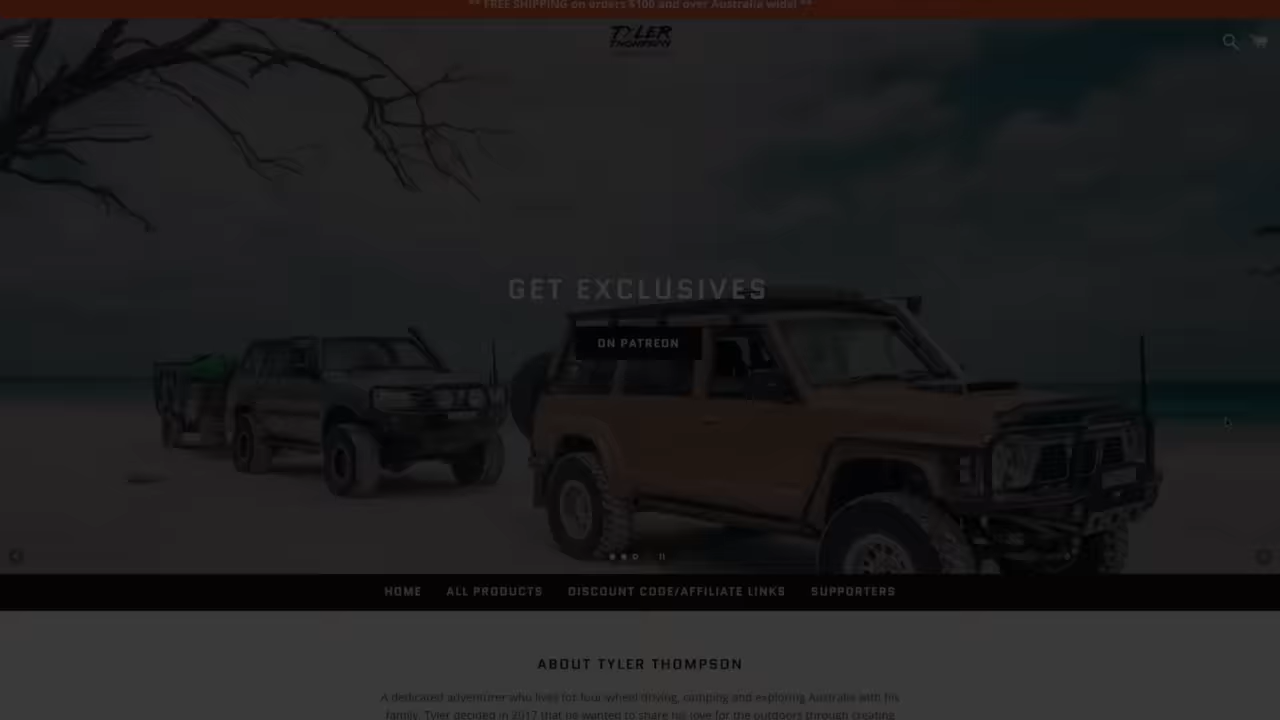 ** FREE SHIPPING on orders $100 and over Australia wide! **
TYLER
THOMPSON
GET EXCLUSIVES
ON PATREON
HOME ALL PRODUCTS DISCOUNT CODE/AFFILIATE LINKS SUPPORTERS
ABOUT TYLER THOMPSON
A dedicated adventurer who lives for four wheel driving, camping and exploring Australia with his
family. Tyler decided in 2017 that he wanted to share his love for the outdoors through creating